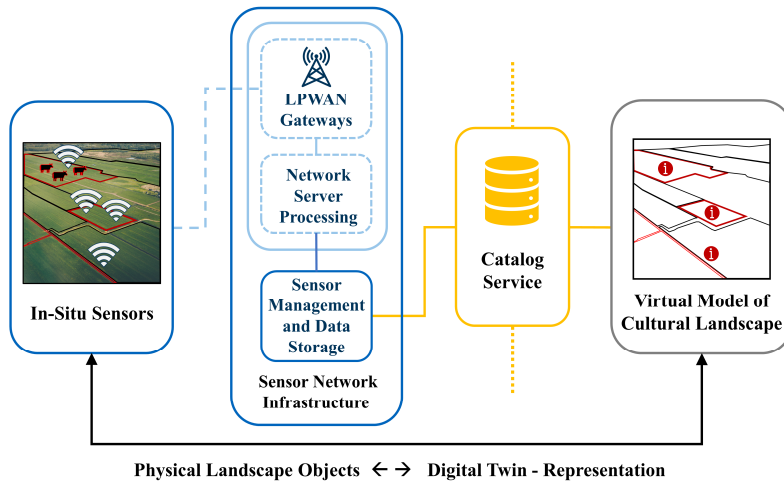 LPWAN
Gateways
Network
Server
Processing
Sensor
Management
and Data
Storage
Sensor Network
Infrastructure
In-Situ Sensors
Catalog
Service
i
i
i
Virtual Model of
Cultural Landscape
Physical Landscape Objects ← → Digital Twin - Representation